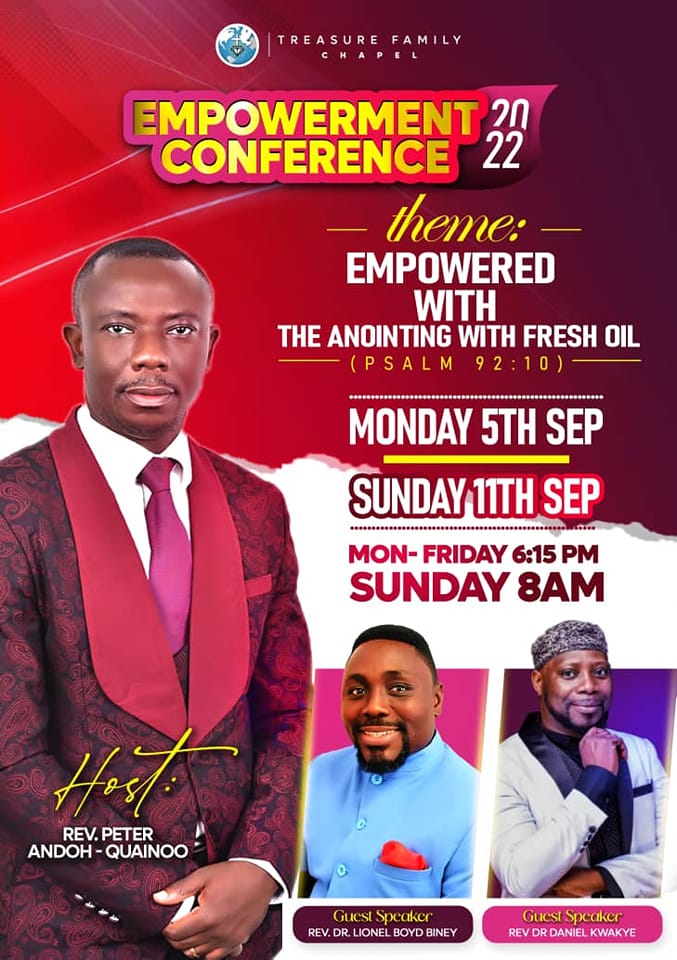 TREASURE FAMILY
CHAPEL
EMPOWERMENT
CONFERENCE
20
22
theme:
EMPOWERED
WITH
THE ANOINTING WITH FRESH OIL
(PSALM 92:10)
MONDAY 5TH SEP
SUNDAY 11TH SEP
MON- FRIDAY 6:15 PM
SUNDAY 8AM
Host:
REV. PETER
ANDOH - QUAINOO
Guest Speaker
REV. DR. LIONEL BOYD BINEY
Guest Speaker
REV DR DANIEL KWAKYE